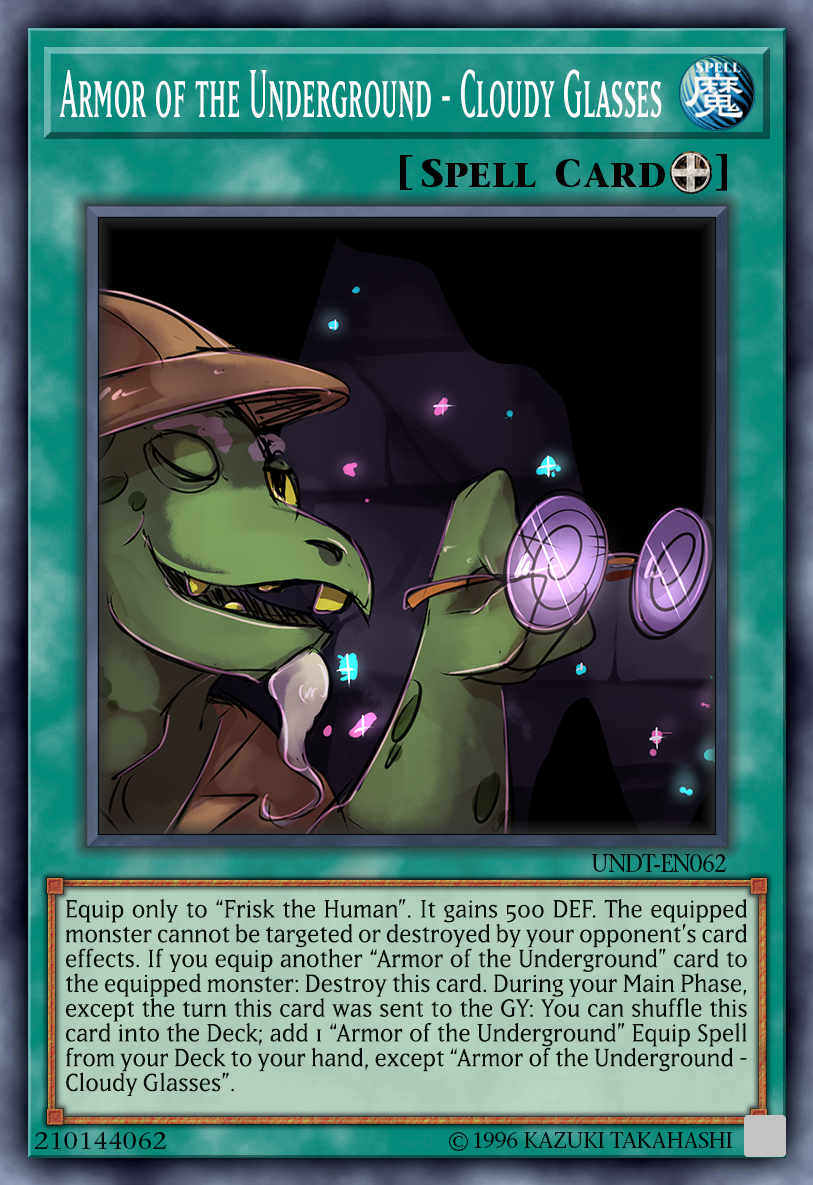 Armor of the Underground - Cloudy Glasses
SPELL
魔
[Spell Card]
UNDT-EN062
Equip only to “Frisk the Human”. It gains 500 DEF. The equipped
monster cannot be targeted or destroyed by your opponent’s card
effects. If you equip another “Armor of the Underground” card to
the equipped monster: Destroy this card. During your Main Phase,
except the turn this card was sent to the GY: You can shuffle this
card into the Deck; add 1 “Armor of the Underground” Equip Spell
from your Deck to your hand, except “Armor of the Underground -
Cloudy Glasses”.
210144062
© 1996 KAZUKI TAKAHASHI